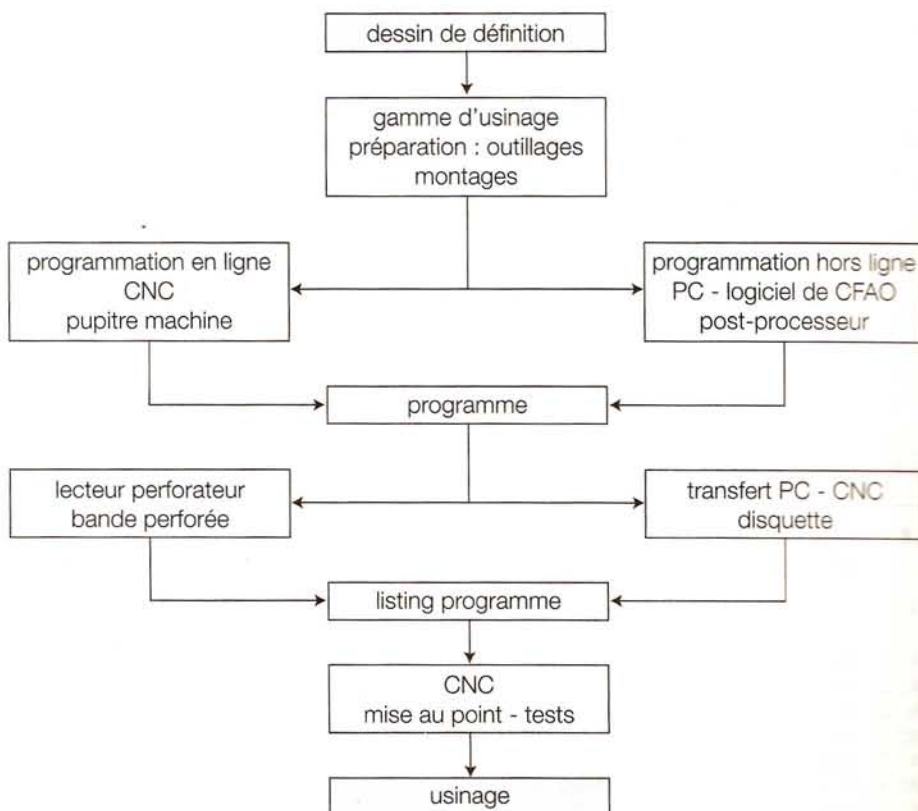 dessin de définition
gamme d'usinage
préparation : outillages
montages
programmation en ligne
CNC
pupitre machine
programmation hors ligne
PC - logiciel de CFAO
post-processeur
programme
lecteur perforateur
bande perforée
transfert PC - CNC
disquette
listing programme
CNC
mise au point - tests
usinage